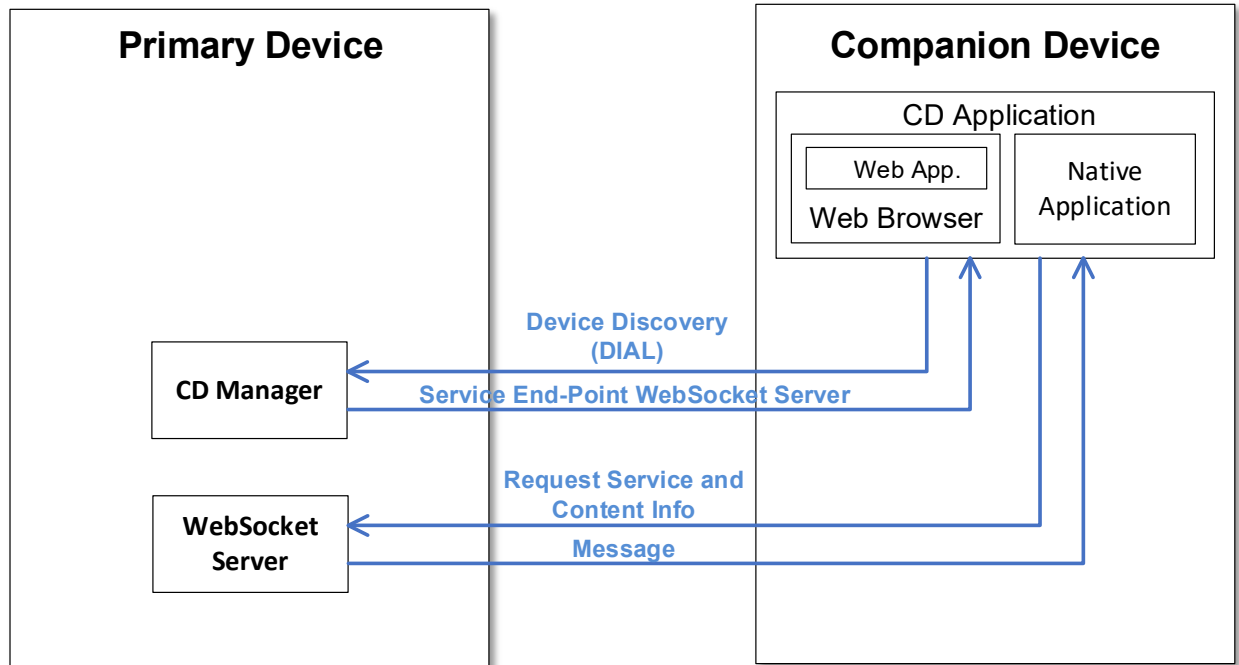 Primary Device
Companion Device
CD Application
Web App.
Web Browser
Native
Application
Device Discovery
(DIAL)
CD Manager
Service End-Point WebSocket Server
Request Service and
Content Info
WebSocket
Server
Message